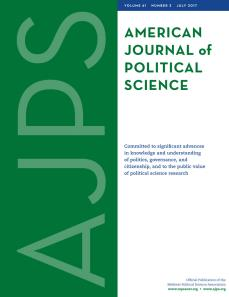 VOLUME 61 NUMBER 3 JULY 2017
AJPS
AMERICAN
JOURNAL of
POLITICAL
SCIENCE
Committed to significant advances
in knowledge and understanding
of politics, governance, and
citizenship, and to the public value
of political science research
Official Publication of the
Midwest Political Science Association
www.mpsanet.org • www.ajps.org